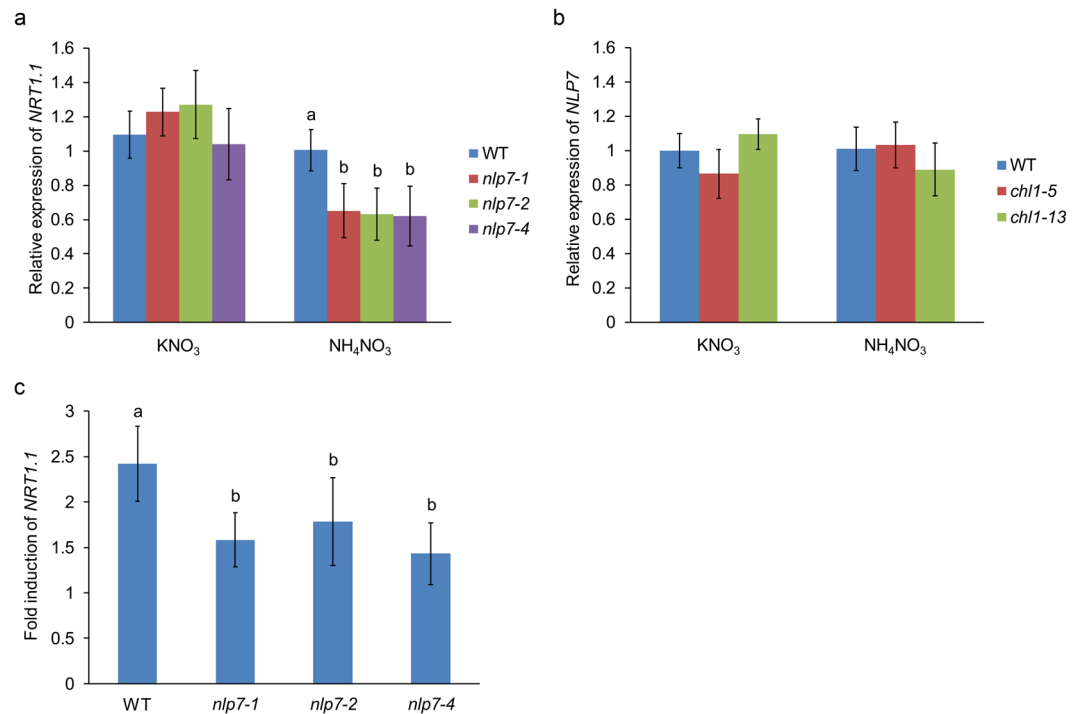 a
Relative expression of NRT1.1
1.6
1.4
1.2
1
0.8
0.6
0.4
0.2
0
a
b b b
KNO₃ NH₄NO₃
WT
nlp7-1
nlp7-2
nlp7-4
b
Relative expression of NLP7
1.6
1.4
1.2
1
0.8
0.6
0.4
0.2
0
KNO₃ NH₄NO₃
WT
chl1-5
chl1-13
c
Fold induction of NRT1.1
3
2.5
2
1.5
1
0.5
0
a
b
b
b
WT nlp7-1 nlp7-2 nlp7-4